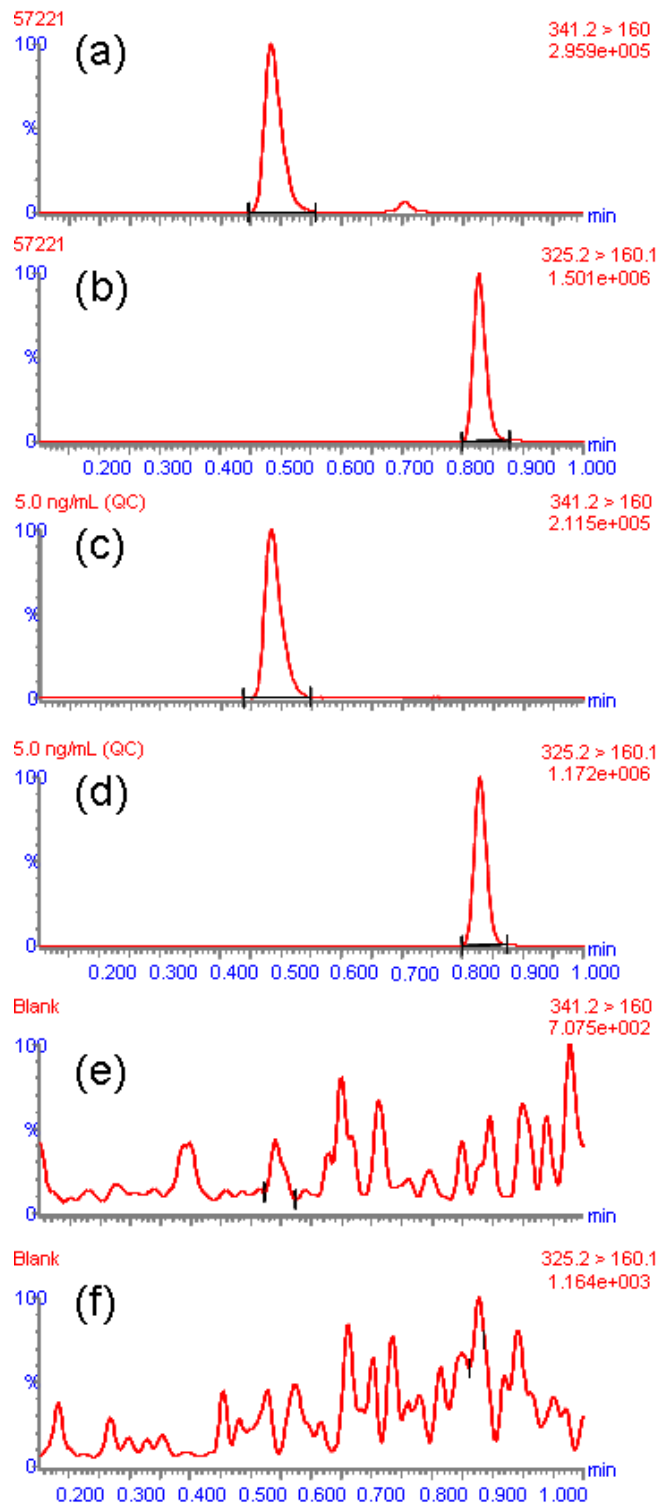 57221
341.2 > 160
2.959e+005
100
(a)
%
0
min
57221
325.2 > 160.1
1.501e+006
100
(b)
%
0
min
0.200 0.300 0.400 0.500 0.600 0.700 0.800 0.900 1.000
5.0 ng/mL (QC)
341.2 > 160
2.115e+005
100
(c)
%
0
min
5.0 ng/mL (QC)
325.2 > 160.1
1.172e+006
100
(d)
%
0
min
0.200 0.300 0.400 0.500 0.600 0.700 0.800 0.900 1.000
Blank
341.2 > 160
7.075e+002
100
(e)
%
0
min
Blank
325.2 > 160.1
1.164e+003
100
(f)
%
0
min
0.200 0.300 0.400 0.500 0.600 0.700 0.800 0.900 1.000